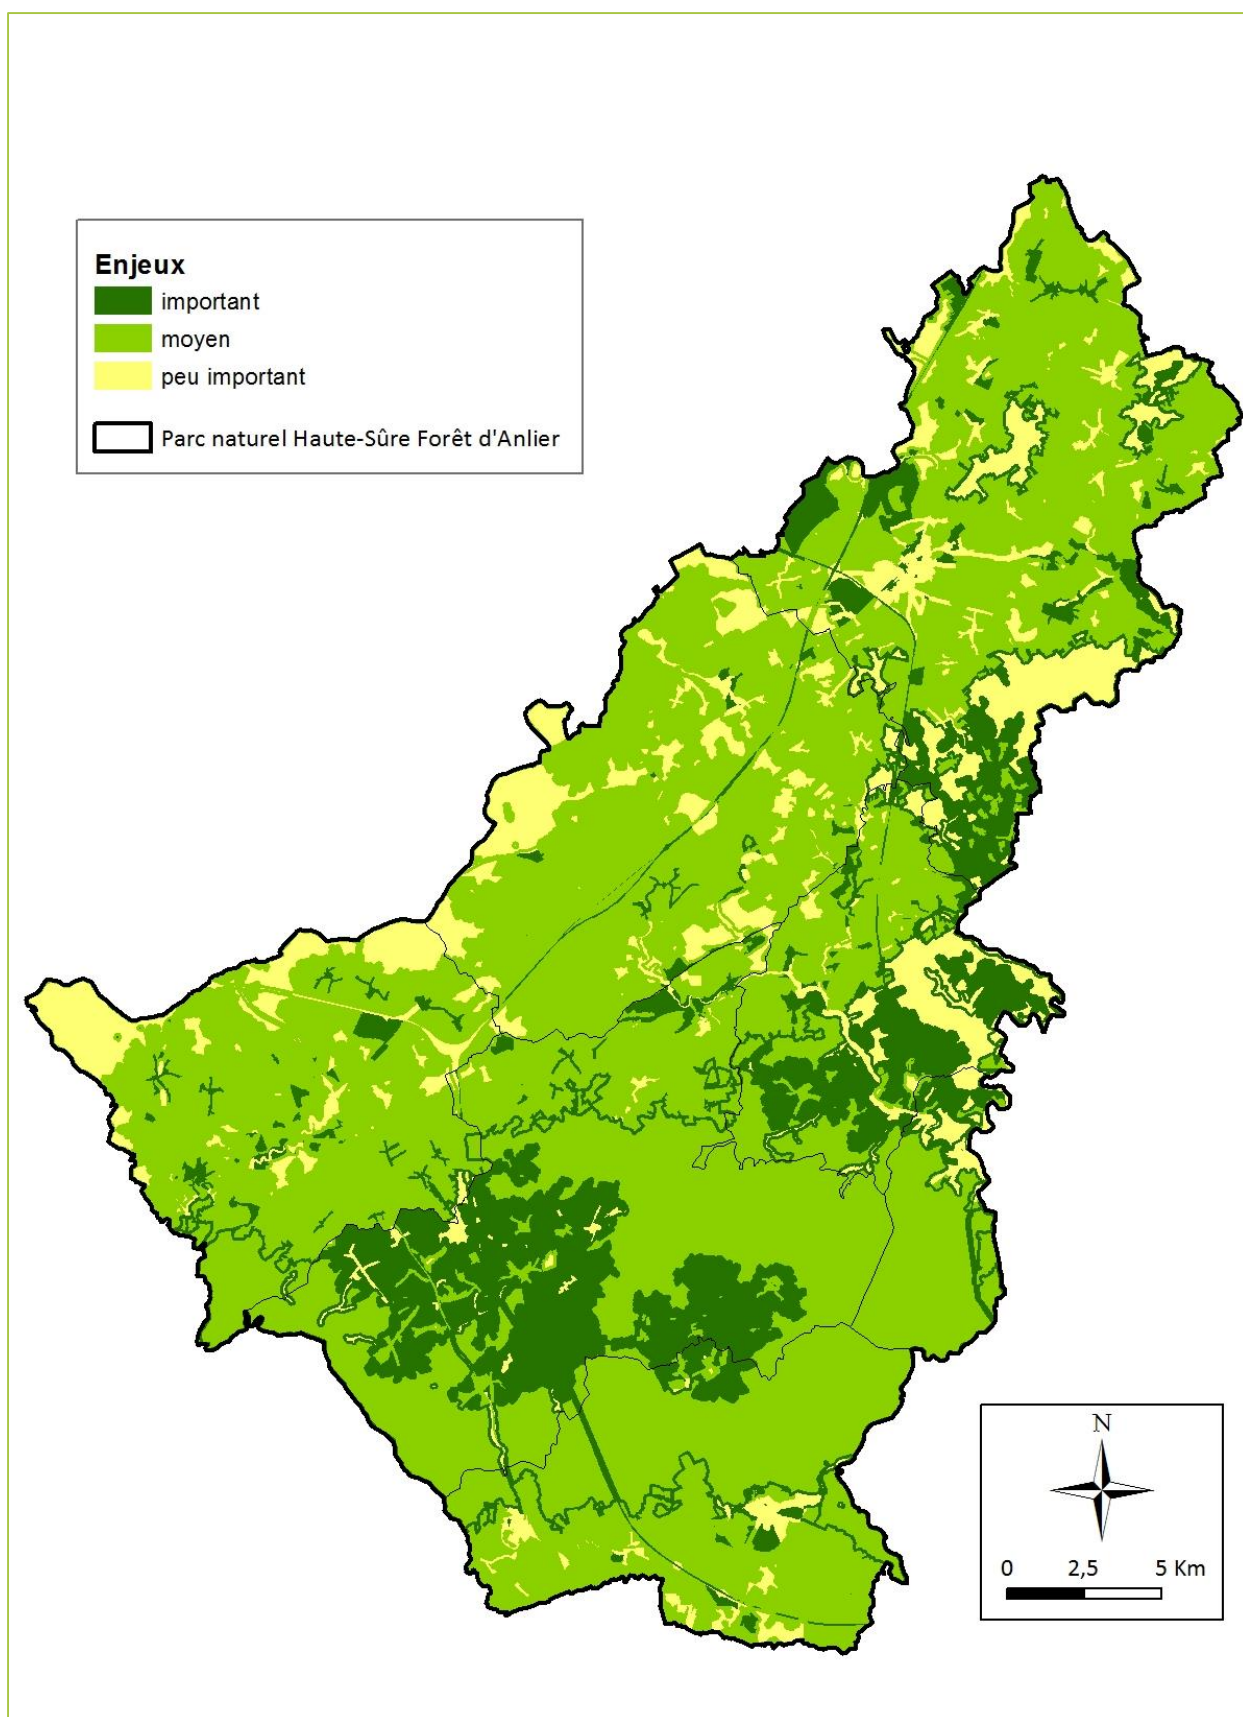 Enjeux
important
moyen
peu important
Parc naturel Haute-Sûre Forêt d'Anlier
N
0 2,5 5 Km